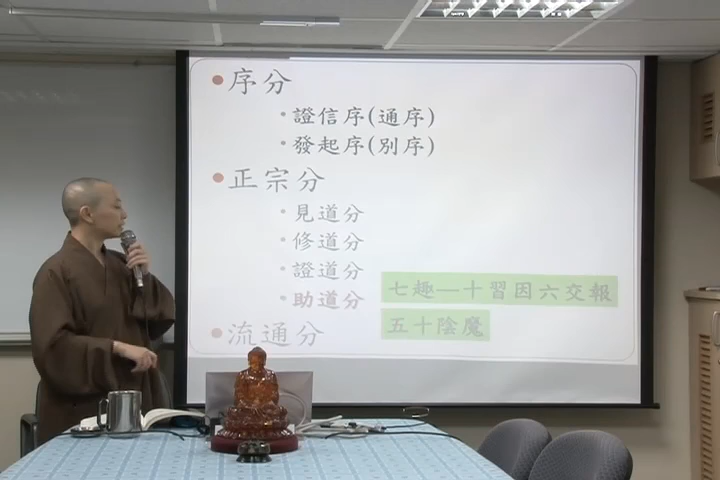 序分
證信序(通序)
發起序(別序)
正宗分
見道分
修道分
證道分
助道分
七趣—十習因六交報
五十陰魔
流通分